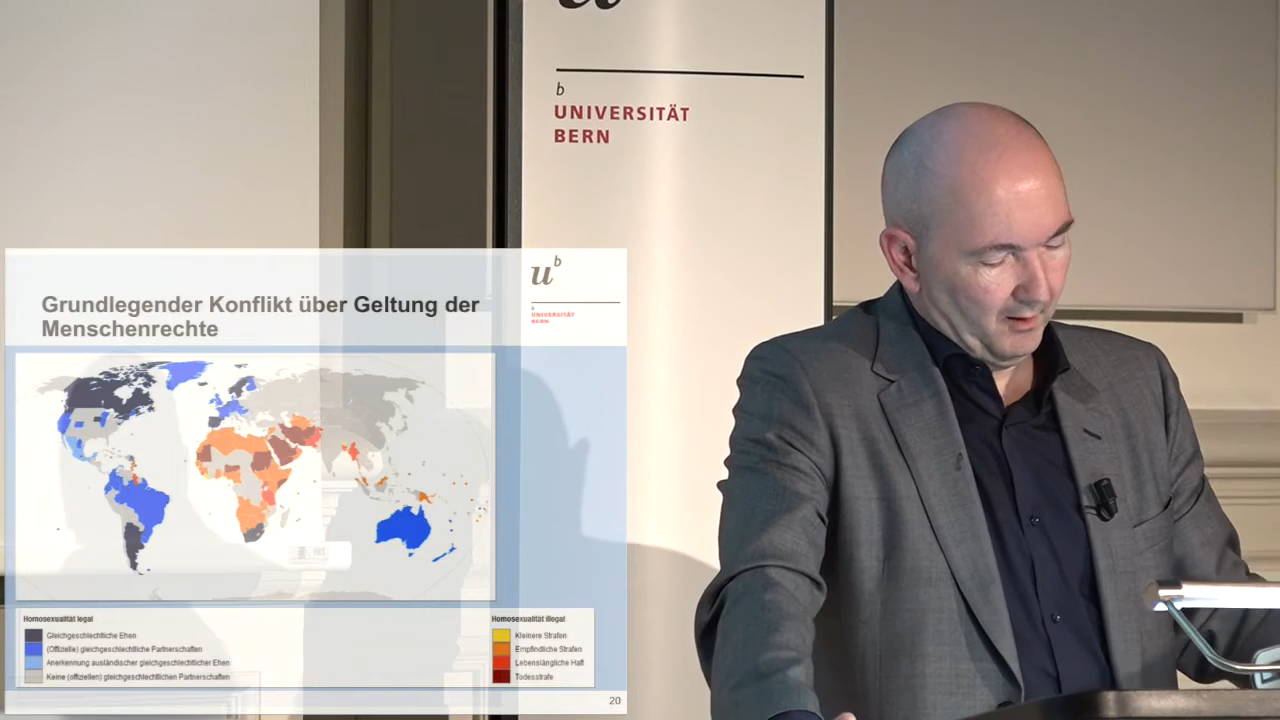 u
b
UNIVERSITÄT
BERN
u
b
b
UNIVERSITÄT
BERN
Grundlegender Konflikt über Geltung der
Menschenrechte
Homosexualität legal
Gleichgeschlechtliche Ehen
(Offizielle) gleichgeschlechtliche Partnerschaften
Anerkennung ausländischer gleichgeschlechtlicher Ehen
Keine (offiziellen) gleichgeschlechtlichen Partnerschaften
Homosexualität illegal
Kleinere Strafen
Empfindliche Strafen
Lebenslängliche Haft
Todesstrafe
20